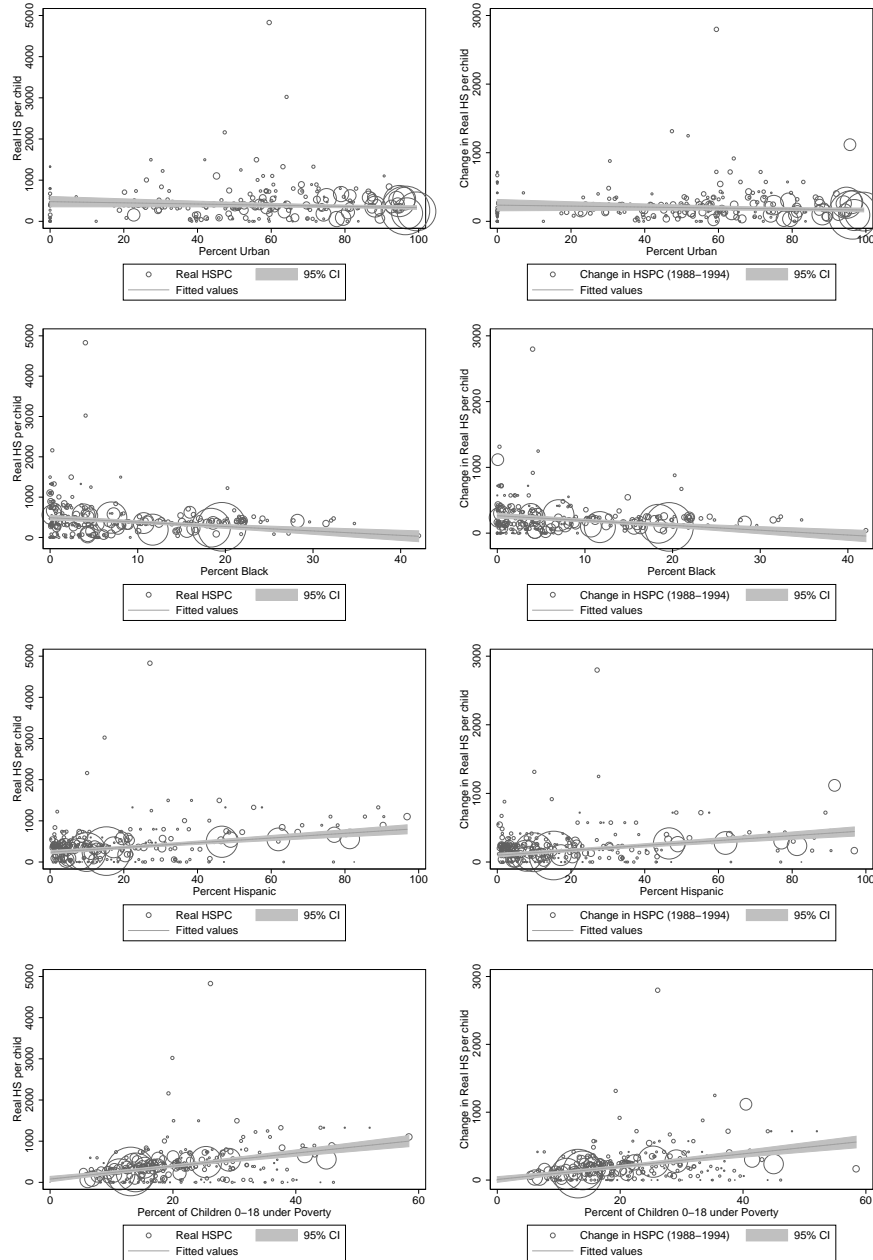 Real HS per child
0 1000 2000 3000 4000 5000
0 20 40 60 80 100
Percent Urban
Real HSPC 95% CI
Fitted values
Change in Real HS per child
0 1000 2000 3000
0 20 40 60 80 100
Percent Urban
Change in HSPC (1988−1994) 95% CI
Fitted values
Real HS per child
0 1000 2000 3000 4000 5000
0 10 20 30 40
Percent Black
Real HSPC 95% CI
Fitted values
Change in Real HS per child
0 1000 2000 3000
0 10 20 30 40
Percent Black
Change in HSPC (1988−1994) 95% CI
Fitted values
Real HS per child
0 1000 2000 3000 4000 5000
0 20 40 60 80 100
Percent Hispanic
Real HSPC 95% CI
Fitted values
Change in Real HS per child
0 1000 2000 3000
0 20 40 60 80 100
Percent Hispanic
Change in HSPC (1988−1994) 95% CI
Fitted values
Real HS per child
0 1000 2000 3000 4000 5000
0 20 40 60
Percent of Children 0−18 under Poverty
Real HSPC 95% CI
Fitted values
Change in Real HS per child
0 1000 2000 3000
0 20 40 60
Percent of Children 0−18 under Poverty
Change in HSPC (1988−1994) 95% CI
Fitted values